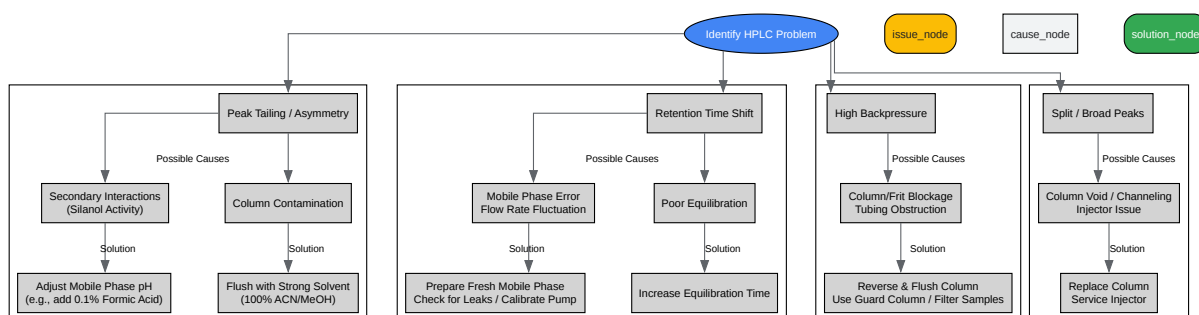 Identify HPLC Problem
issue_node
cause_node
solution_node
Peak Tailing / Asymmetry
Retention Time Shift
High Backpressure
Split / Broad Peaks
Possible Causes
Possible Causes
Possible Causes
Possible Causes
Secondary Interactions
(Silanol Activity)
Column Contamination
Mobile Phase Error
Flow Rate Fluctuation
Poor Equilibration
Column/Frit Blockage
Tubing Obstruction
Column Void / Channeling
Injector Issue
Solution
Solution
Solution
Solution
Solution
Solution
Adjust Mobile Phase pH
(e.g., add 0.1% Formic Acid)
Flush with Strong Solvent
(100% ACN/MeOH)
Prepare Fresh Mobile Phase
Check for Leaks / Calibrate Pump
Increase Equilibration Time
Reverse & Flush Column
Use Guard Column / Filter Samples
Replace Column
Service Injector